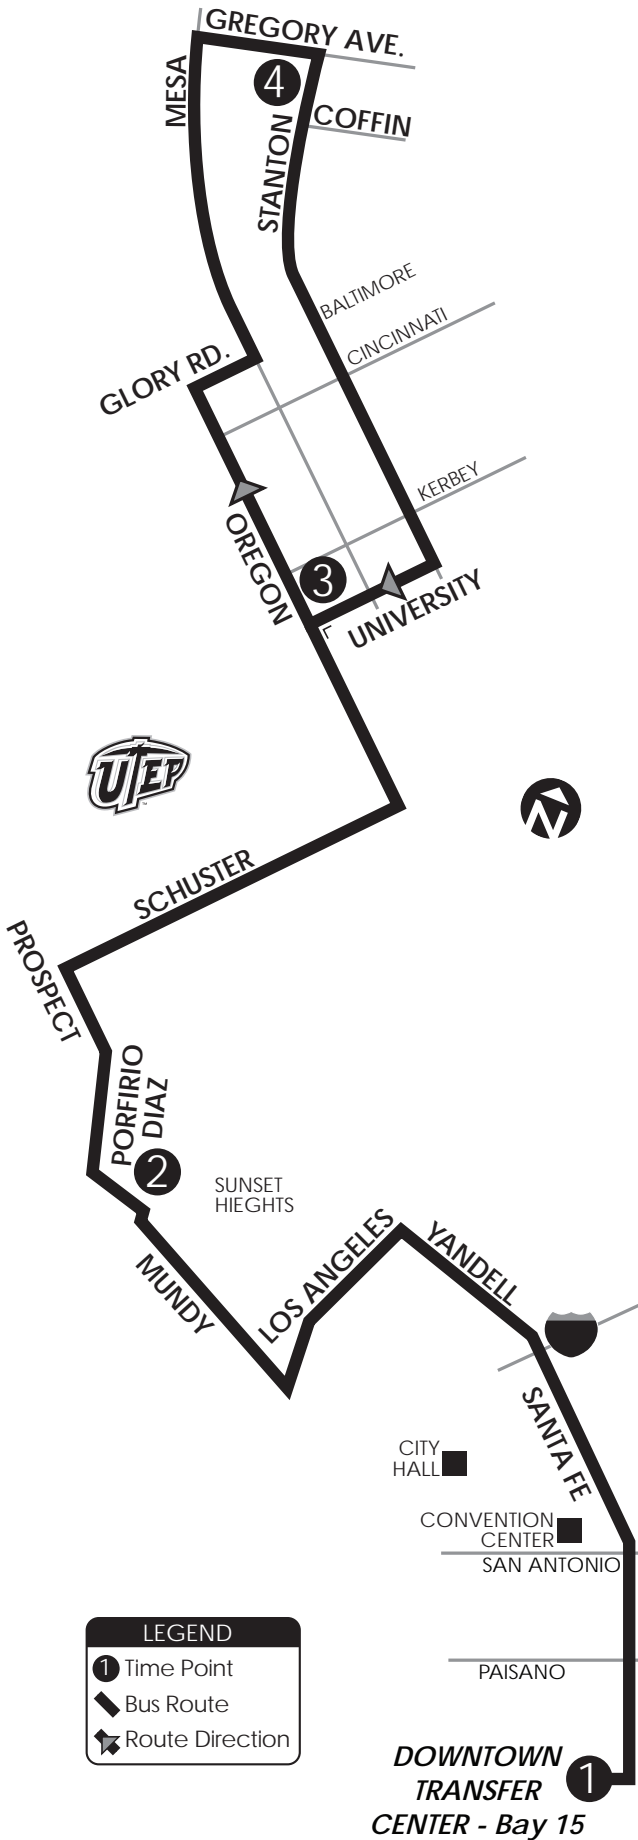 GREGORY AVE.
MESA
4
COFFIN
STANTON
BALTIMORE
CINCINNATI
GLORY RD.
KERBEY
OREGON
3
UNIVERSITY
L
UTEP
™
N
SCHUSTER
PROSPECT
PORFIRIO
DIAZ
2
SUNSET
HIEGHTS
LOS ANGELES
YANDELL
MUNDY
SANTA FE
CITY
HALL
CONVENTION
CENTER
SAN ANTONIO
LEGEND
1 Time Point
Bus Route
Route Direction
PAISANO
DOWNTOWN
TRANSFER
CENTER - Bay 15
1